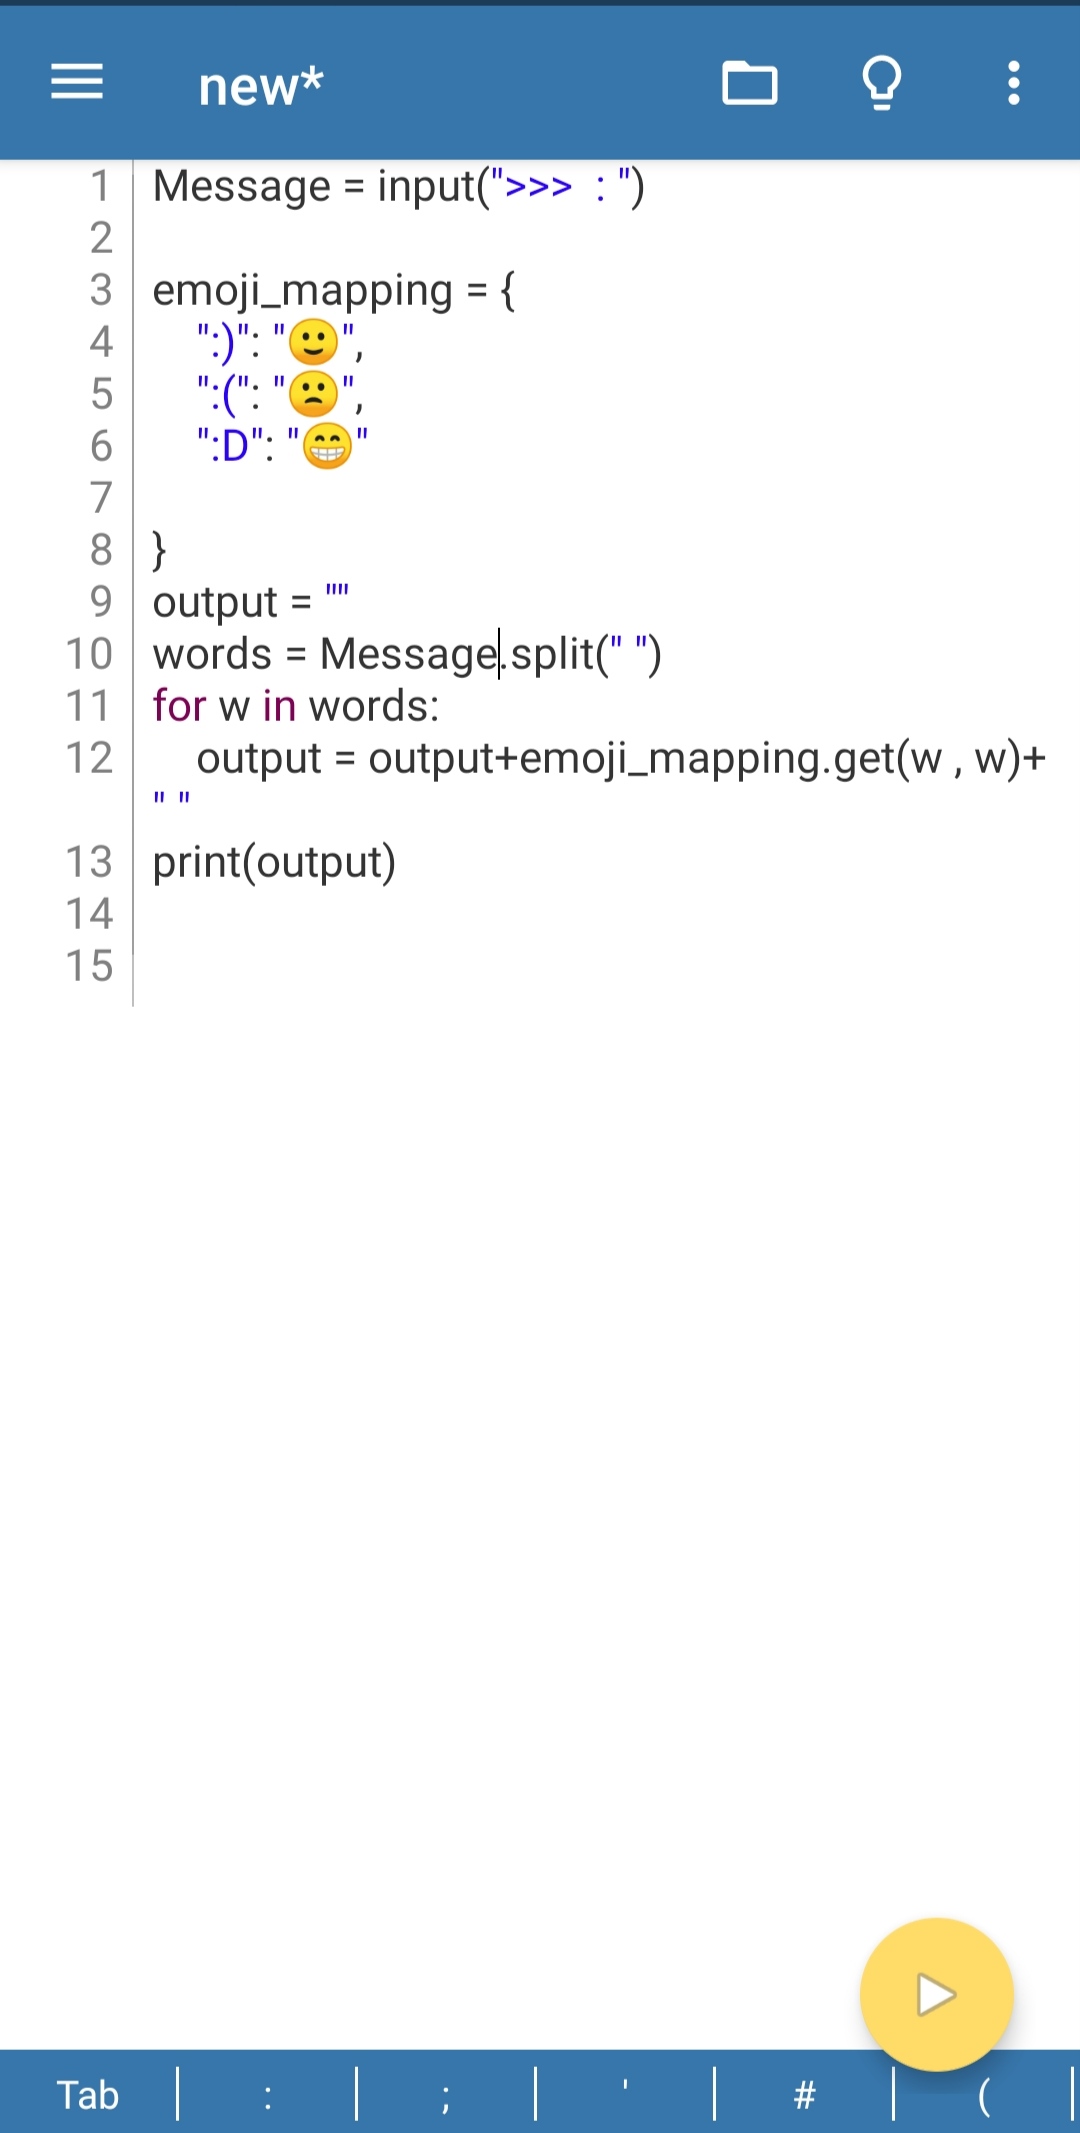 new*
1 Message = input(">>> : ")
2
3 emoji_mapping = {
4     ":)": "🙂",
5     ":(": "🙁",
6     ":D": "😁"
7
8 }
9 output = ""
10 words = Message.split(" ")
11 for w in words:
12     output = output+emoji_mapping.get(w , w)+
" "
13 print(output)
14
15
Tab | : | ; | ' | # | ( |